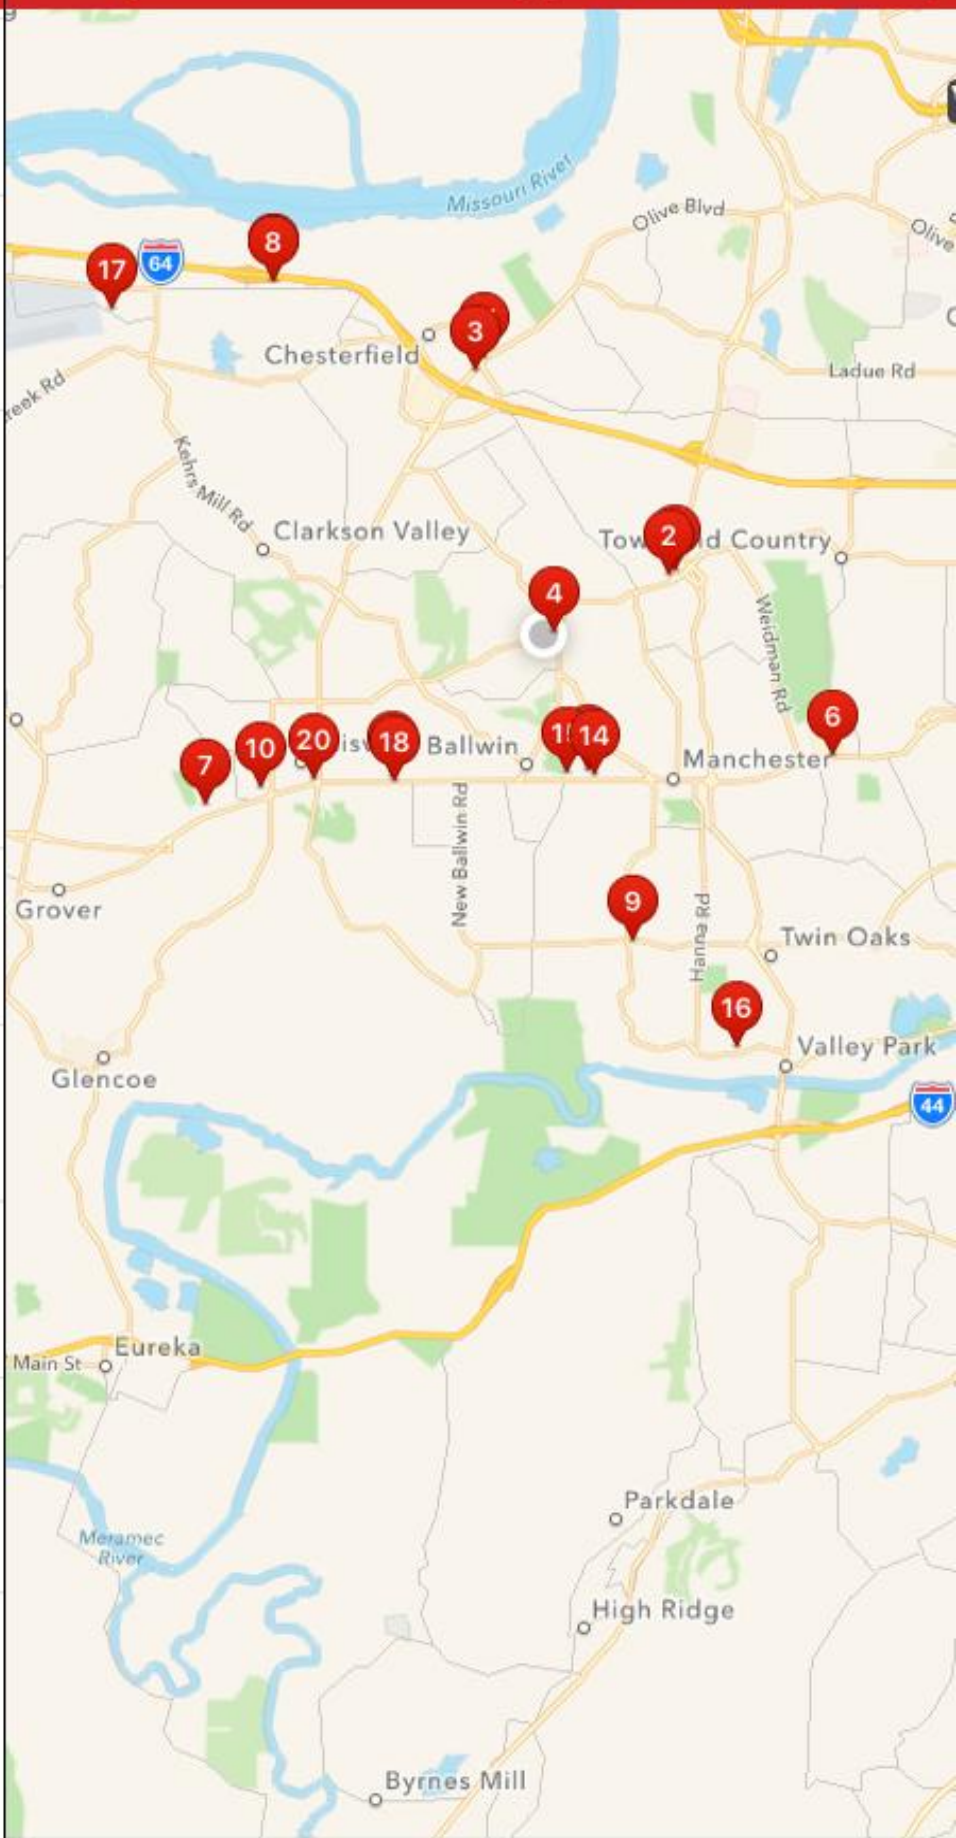 Missouri River
Olive Blvd
Olive
8
17
64
3
Chesterfield
Ladue Rd
reek Rd
Kehrs Mill Rd
Clarkson Valley
2
Country
4
Weidman Rd
6
7
10
20
18
Ballwin
14
Manchester
New Ballwin Rd
Grover
9
Hanna Rd
Twin Oaks
16
Valley Park
Glencoe
44
Eureka
Main St
Parkdale
Meramec
River
High Ridge
Byrnes Mill